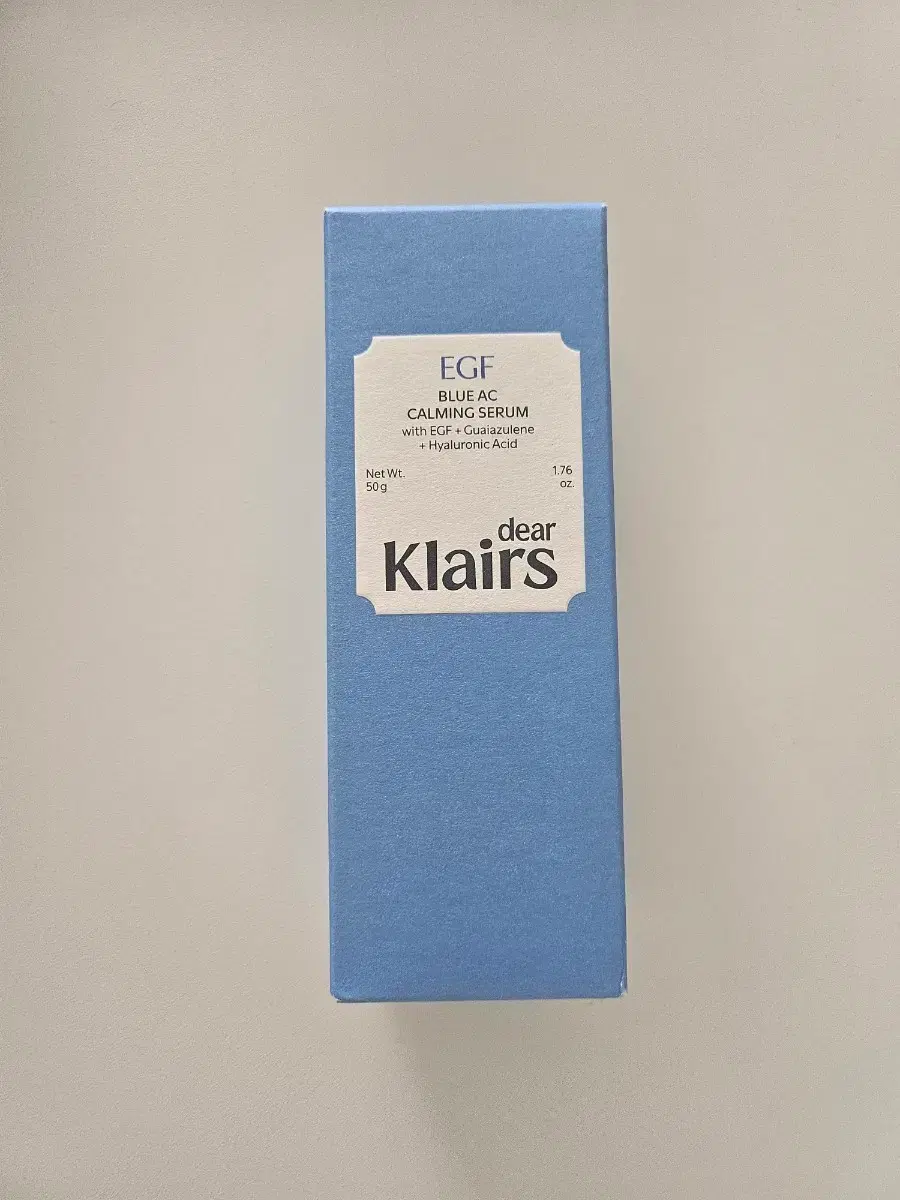 EGF
BLUE AC
CALMING SERUM
with EGF + Guaiazulene
+ Hyaluronic Acid
Net Wt. 1.76
50g oz.
dear
Klairs